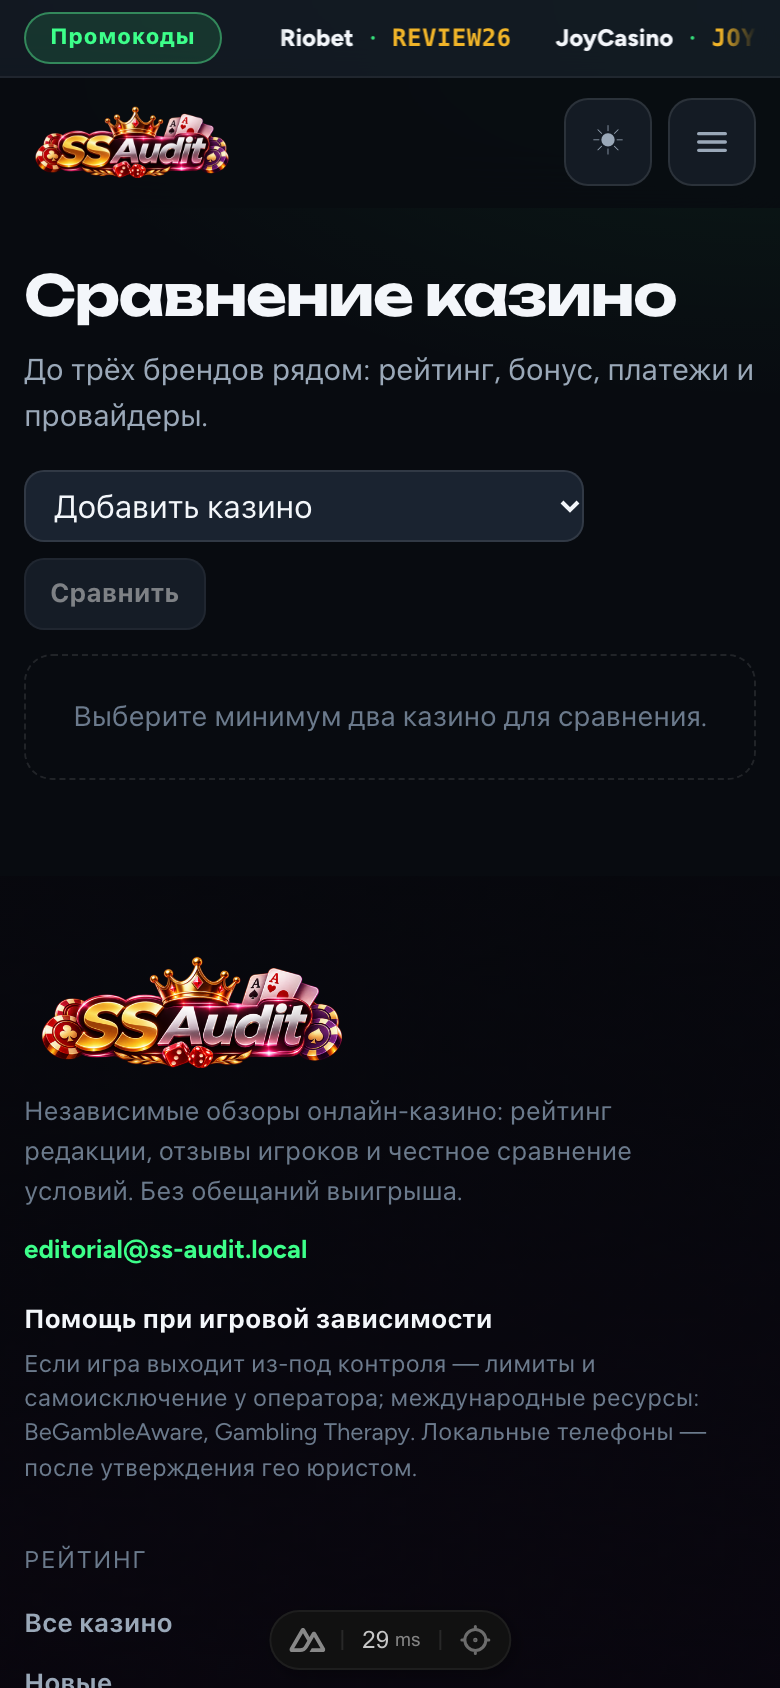 Промокоды
Riobet · REVIEW26
JoyCasino · JOY
SSAudit
Сравнение казино
До трёх брендов рядом: рейтинг, бонус, платежи и
провайдеры.
Добавить казино
Сравнить
Выберите минимум два казино для сравнения.
SSAudit
Независимые обзоры онлайн-казино: рейтинг
редакции, отзывы игроков и честное сравнение
условий. Без обещаний выигрыша.
editorial@ss-audit.local
Помощь при игровой зависимости
Если игра выходит из-под контроля — лимиты и
самоисключение у оператора; международные ресурсы:
BeGambleAware, Gambling Therapy. Локальные телефоны —
после утверждения гео юристом.
РЕЙТИНГ
Все казино
29 ms
Новые